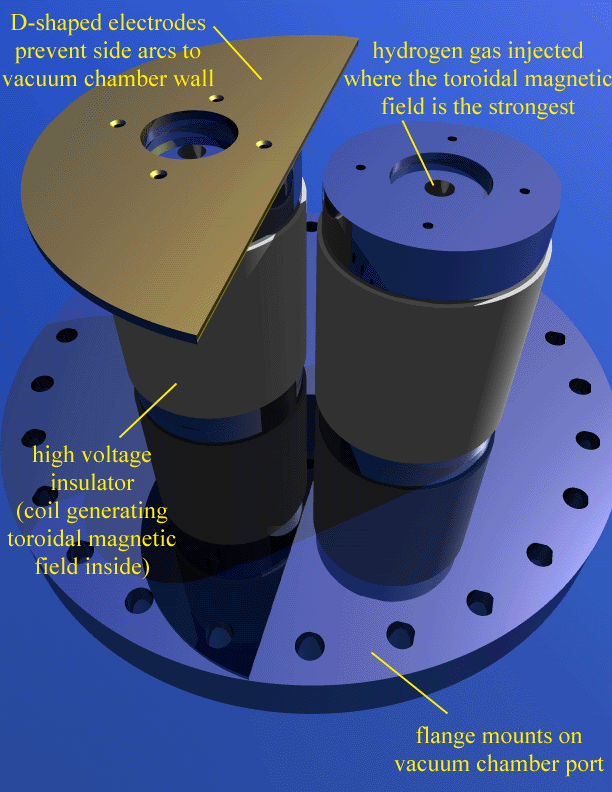 D-shaped electrodes
prevent side arcs to
vacuum chamber wall
hydrogen gas injected
where the toroidal magnetic
field is the strongest
high voltage
insulator
(coil generating
toroidal magnetic
field inside)
flange mounts on
vacuum chamber port